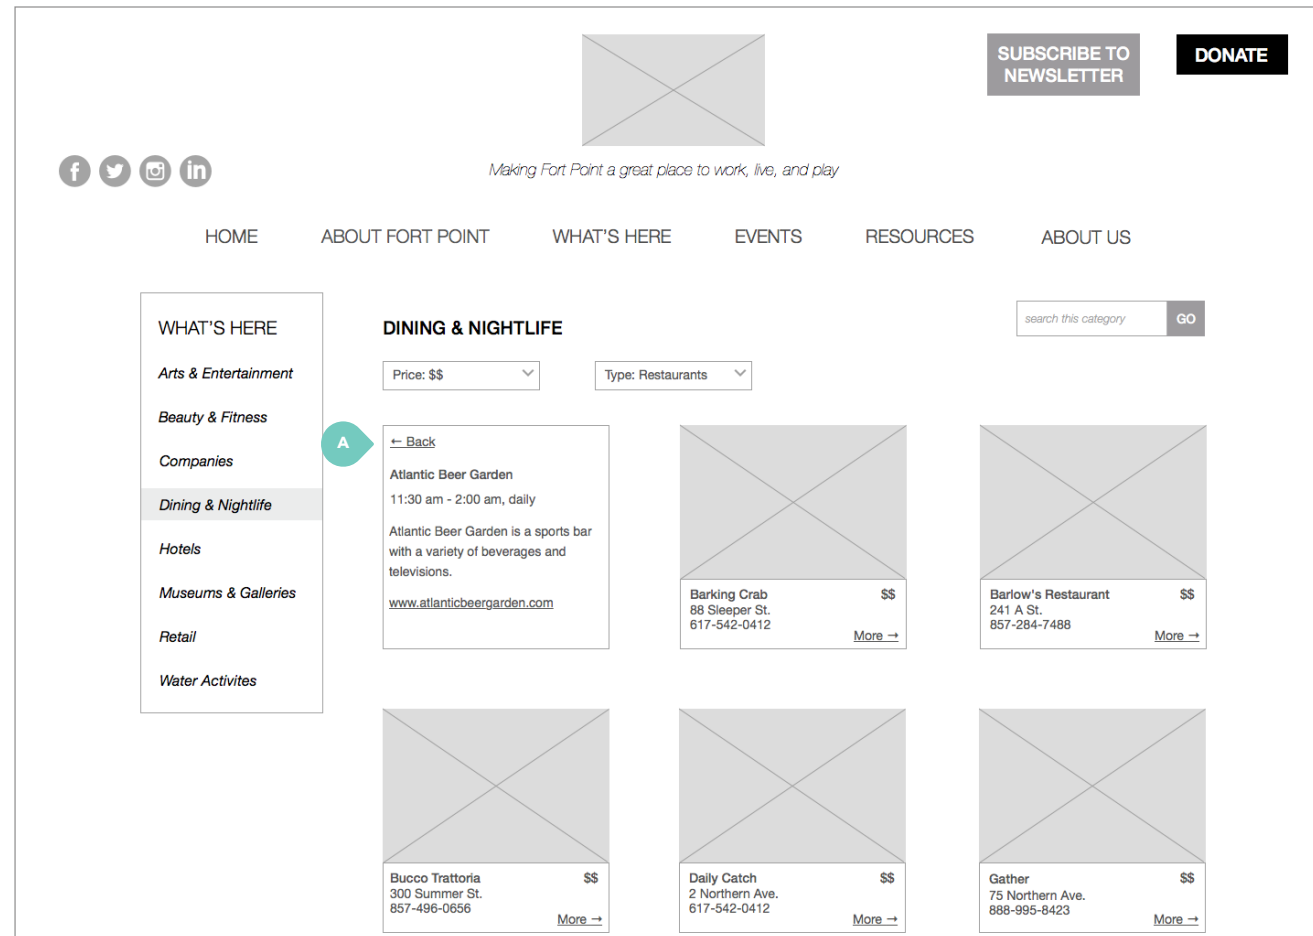 SUBSCRIBE TO
NEWSLETTER
DONATE
f
in
Making Fort Point a great place to work, live, and play
HOME
ABOUT FORT POINT
WHAT'S HERE
EVENTS
RESOURCES
ABOUT US
WHAT'S HERE
Arts & Entertainment
Beauty & Fitness
Companies
Dining & Nightlife
Hotels
Museums & Galleries
Retail
Water Activites
DINING & NIGHTLIFE
search this category
GO
Price: $$
Type: Restaurants
A
← Back
Atlantic Beer Garden
11:30 am - 2:00 am, daily
Atlantic Beer Garden is a sports bar
with a variety of beverages and
televisions.
www.atlanticbeergarden.com
Barking Crab $$
88 Sleeper St.
617-542-0412
More →
Barlow's Restaurant $$
241 A St.
857-284-7488
More →
Bucco Trattoria $$
300 Summer St.
857-496-0656
More →
Daily Catch $$
2 Northern Ave.
617-542-0412
More →
Gather $$
75 Northern Ave.
888-995-8423
More →